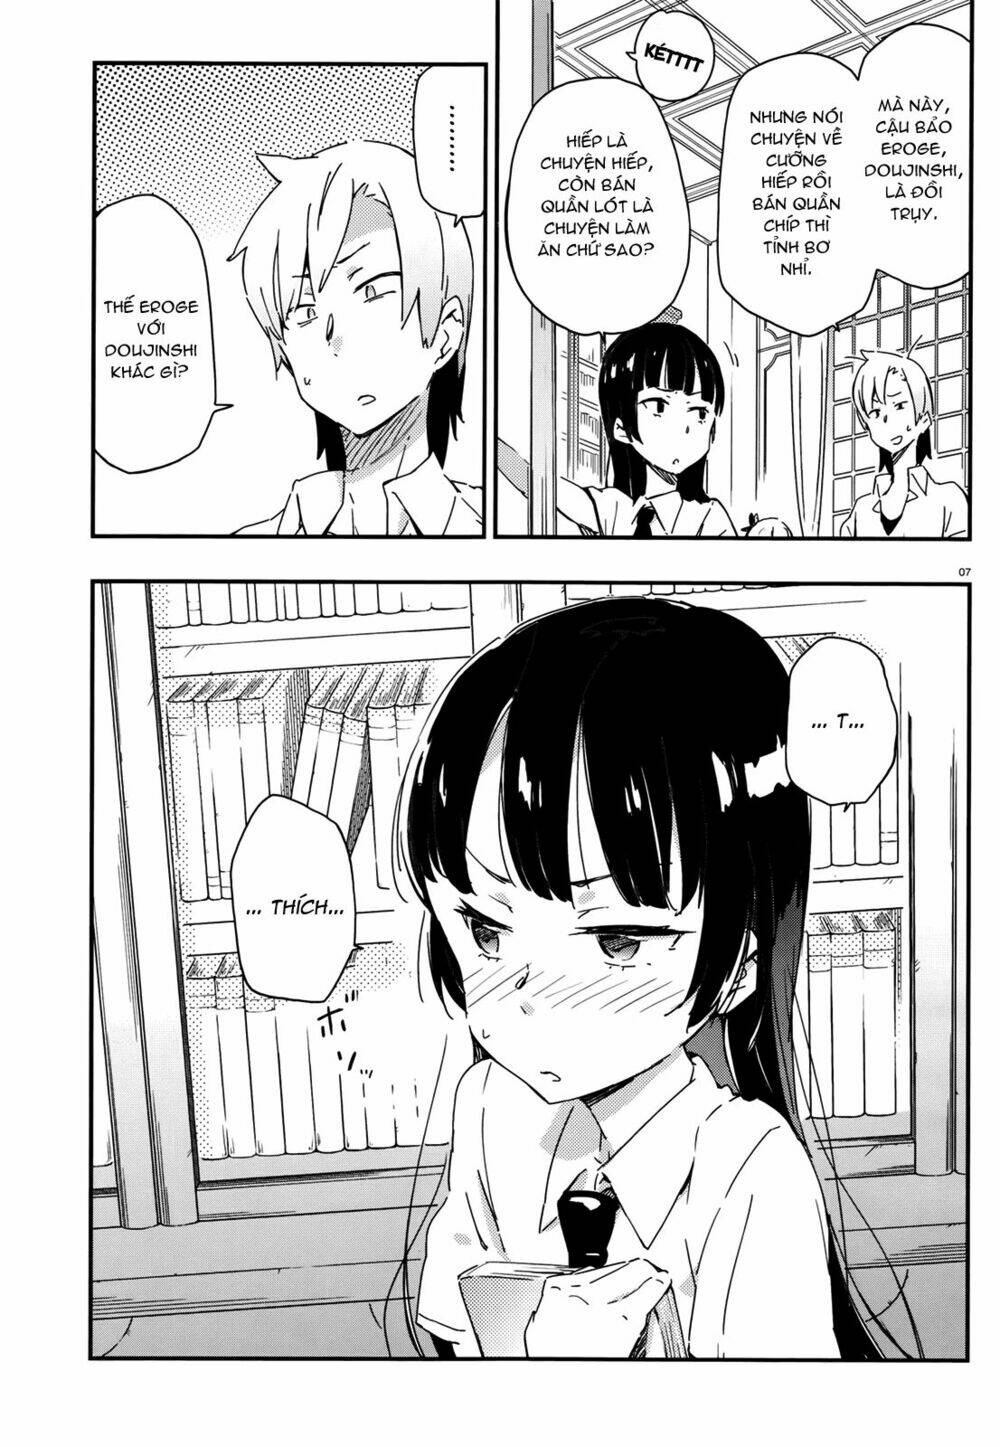 MÀ NÀY,
CẬU BẢO
EROGE,
DOUJINSHI,
LÀ ĐỒI
TRỤY.
NHƯNG NÓI
CHUYỆN VỀ
CƯỠNG
HIẾP RỒI
BÁN QUẦN
CHÍP THÌ
TỈNH BƠ
NHỈ.
KÉTTTT
HIẾP LÀ
CHUYỆN HIẾP,
CÒN BÁN
QUẦN LÓT LÀ
CHUYỆN LÀM
ĂN CHỨ SAO?
.........
THẾ EROGE
VỚI
DOUJINSHI
KHÁC GÌ?
07
... T...
... THÍCH...
ボソ